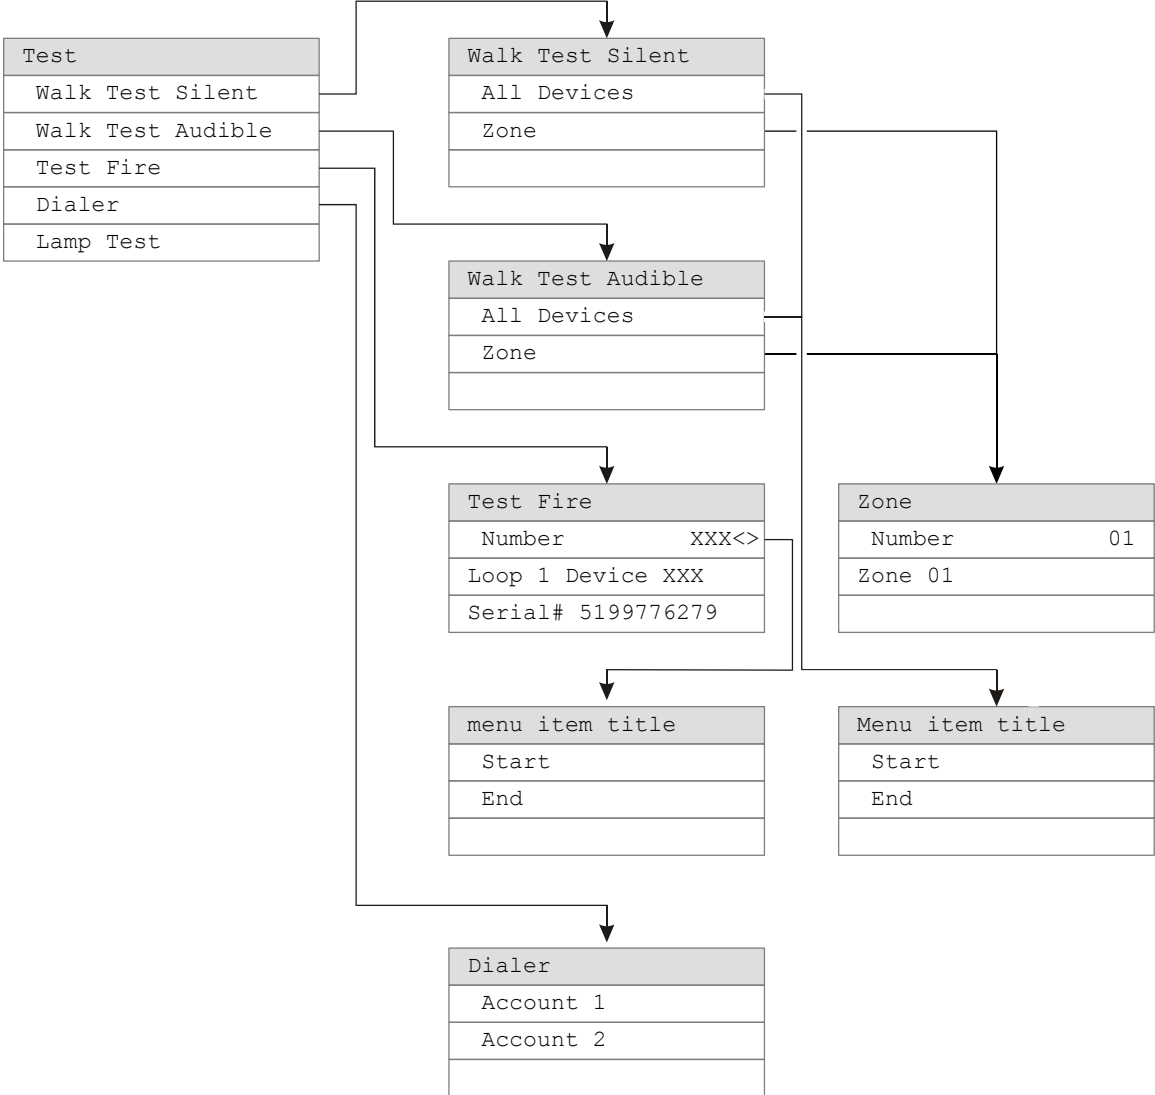 Test
Walk Test Silent
Walk Test Audible
Test Fire
Dialer
Lamp Test
Walk Test Silent
All Devices
Zone
Walk Test Audible
All Devices
Zone
Test Fire
Number XXX<>
Loop 1 Device XXX
Serial# 5199776279
Zone
Number 01
Zone 01
menu item title
Start
End
Menu item title
Start
End
Dialer
Account 1
Account 2